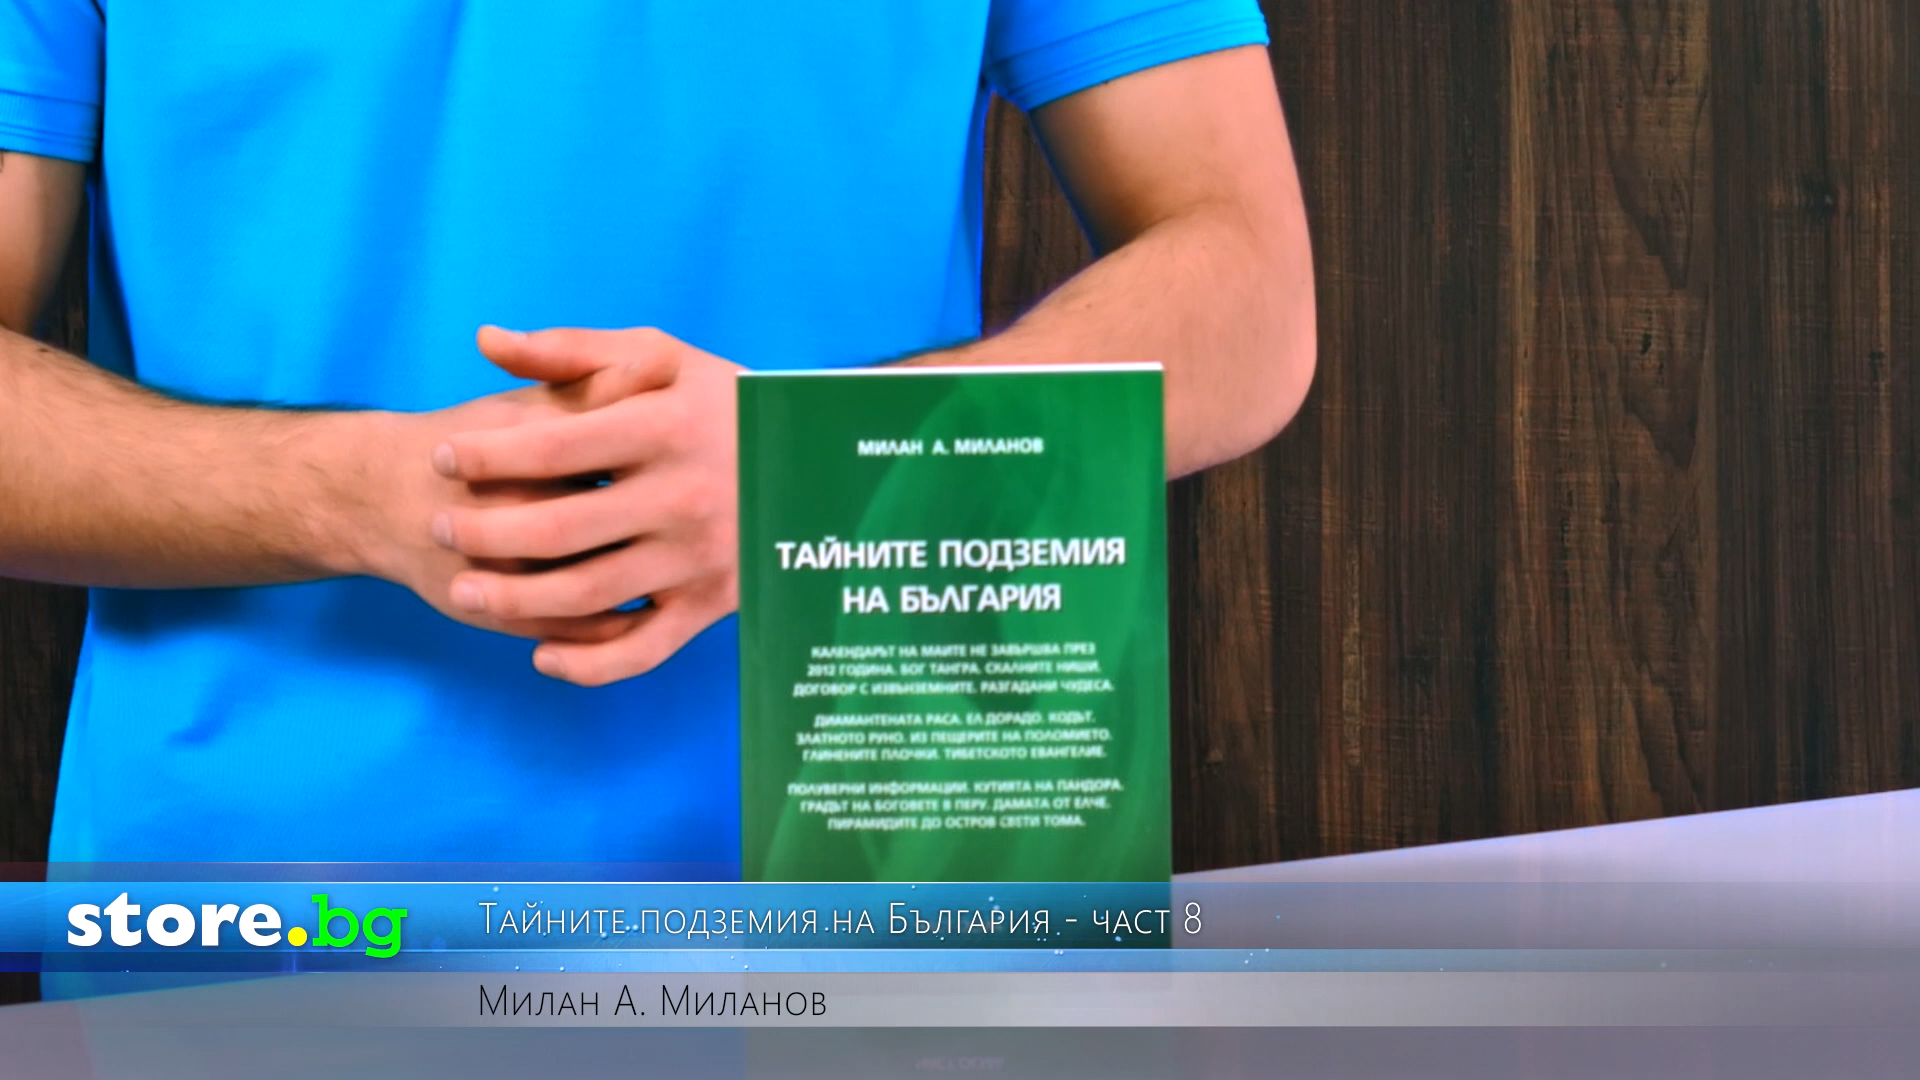 МИЛАН А. МИЛАНОВ
ТАЙНИТЕ ПОДЗЕМИЯ
НА БЪЛГАРИЯ
КАЛЕНДАРЪТ НА МАИТЕ НЕ ЗАВЪРШВА ПРЕЗ
2012 ГОДИНА. БОГ ТАНГРА. СКАЛНИТЕ НИШИ.
ДОГОВОР С ИЗВЪНЗЕМНИТЕ. РАЗГАДАНИ ЧУДЕСА.
ДИАМАНТЕНАТА РАСА. ЕЛ ДОРАДО. КОДЪТ.
ЗЛАТНОТО РУНО. ИЗ ПЕЩЕРИТЕ НА ПОЛОМИЕТО.
ГЛИНЕНИТЕ ПЛОЧКИ. ТИБЕТСКОТО ЕВАНГЕЛИЕ.
ПОЛУВЕРНИ ИНФОРМАЦИИ. КУТИЯТА НА ПАНДОРА.
ГРАДЪТ НА БОГОВЕТЕ В ПЕРУ. ДАМАТА ОТ ЕЛЧЕ.
ПИРАМИДИТЕ ДО ОСТРОВ СВЕТИ ТОМА.
store.bg
Тайните подземия на България - част 8
Милан А. Миланов